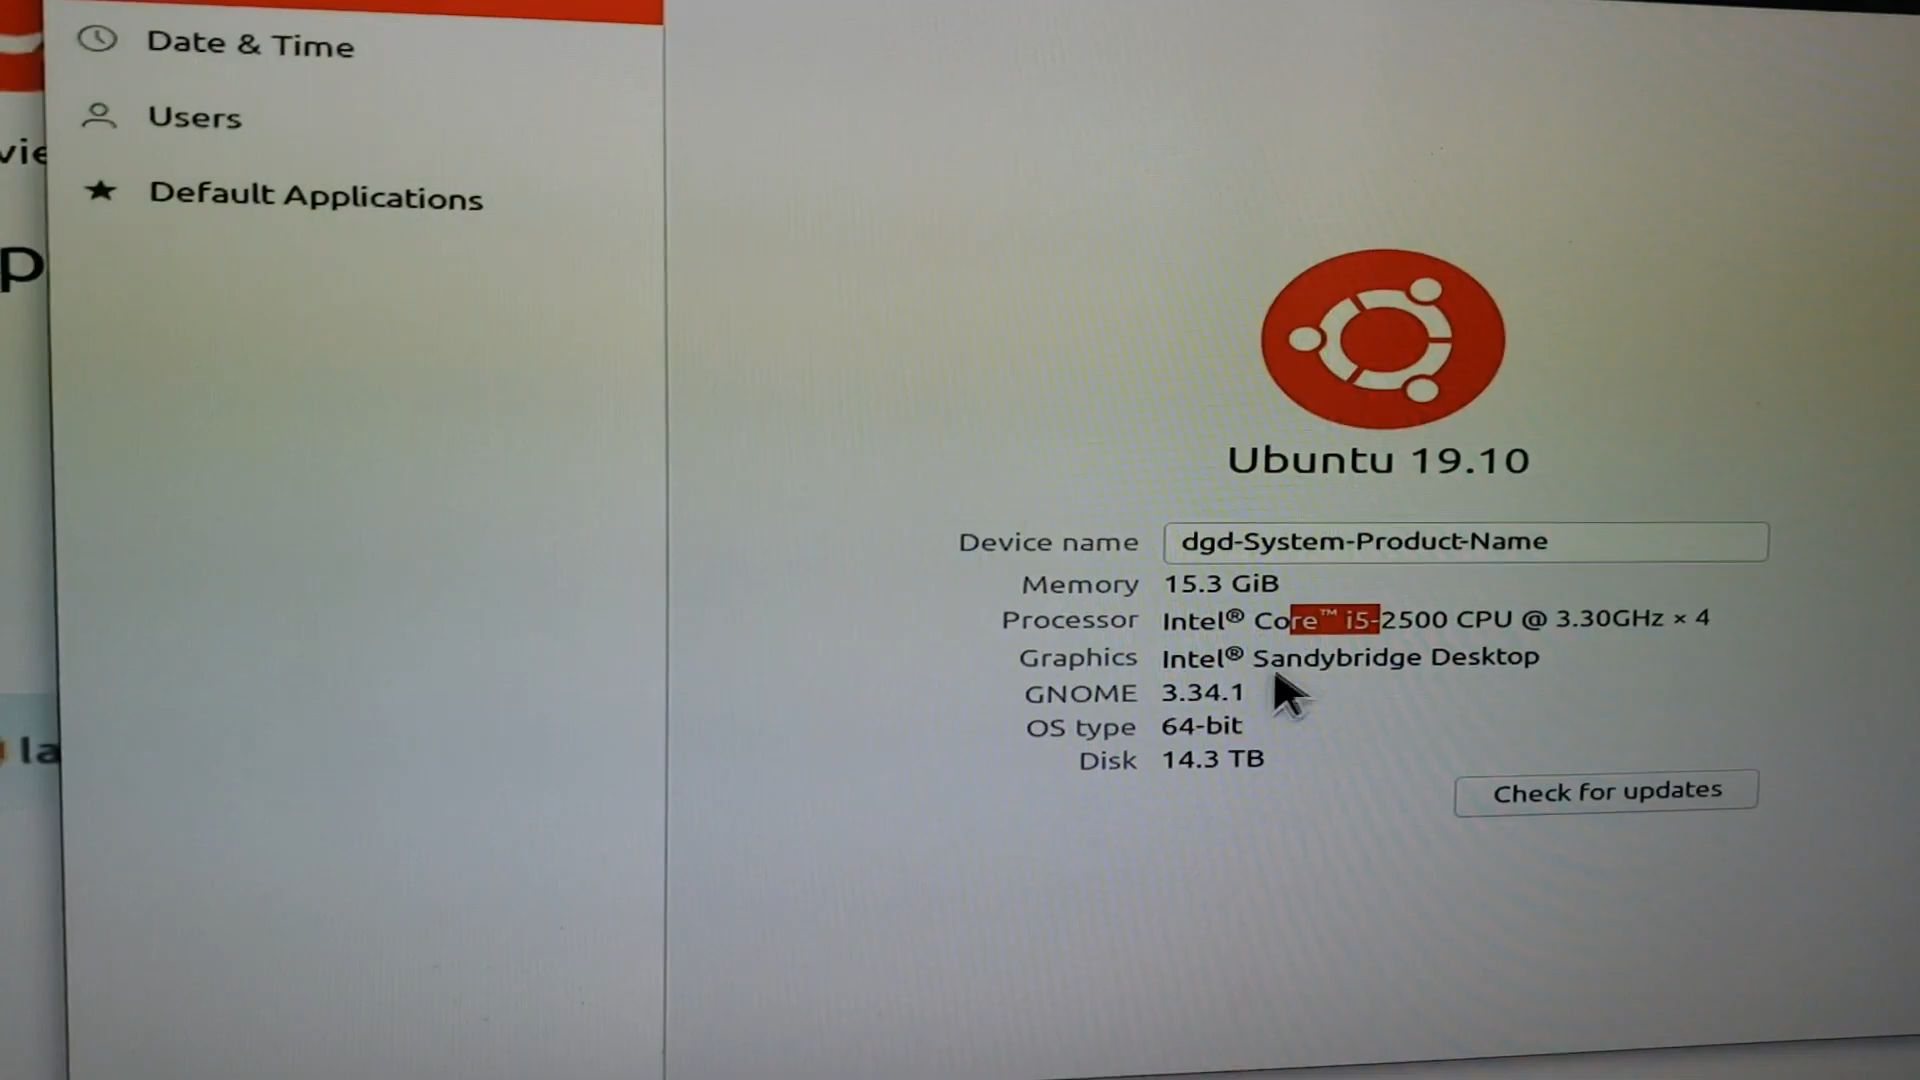 Date & Time
Users
Default Applications
Ubuntu 19.10
Device name dgd-System-Product-Name
Memory 15.3 GiB
Processor Intel® Core™ i5-2500 CPU @ 3.30GHz × 4
Graphics Intel® Sandybridge Desktop
GNOME 3.34.1
OS type 64-bit
Disk 14.3 TB
Check for updates